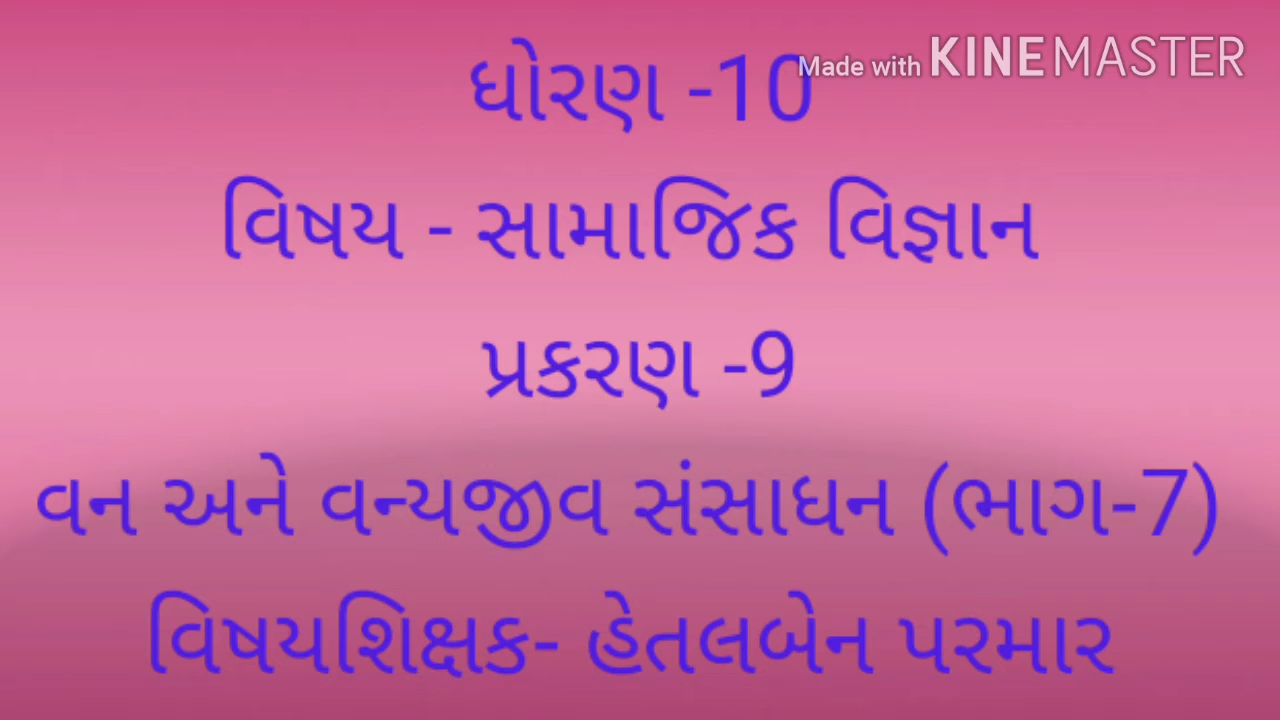 ધોરણ -10
Made with KINEMASTER
વિષય - સામાજિક વિજ્ઞાન
પ્રકરણ -9
વન અને વન્યજીવ સંસાધન (ભાગ-7)
વિષયશિક્ષક- હેતલબેન પરમાર